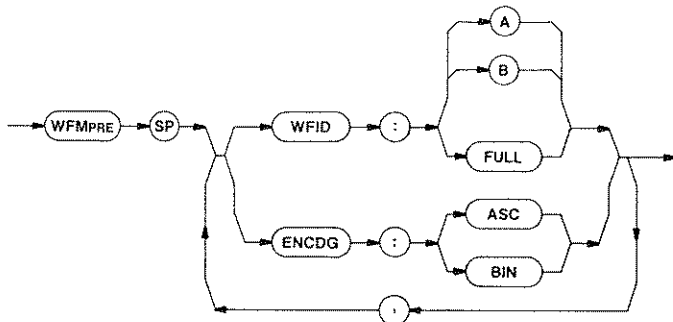 A
B
WFMPRE SP WFID : FULL
ENCDG : ASC
BIN
,